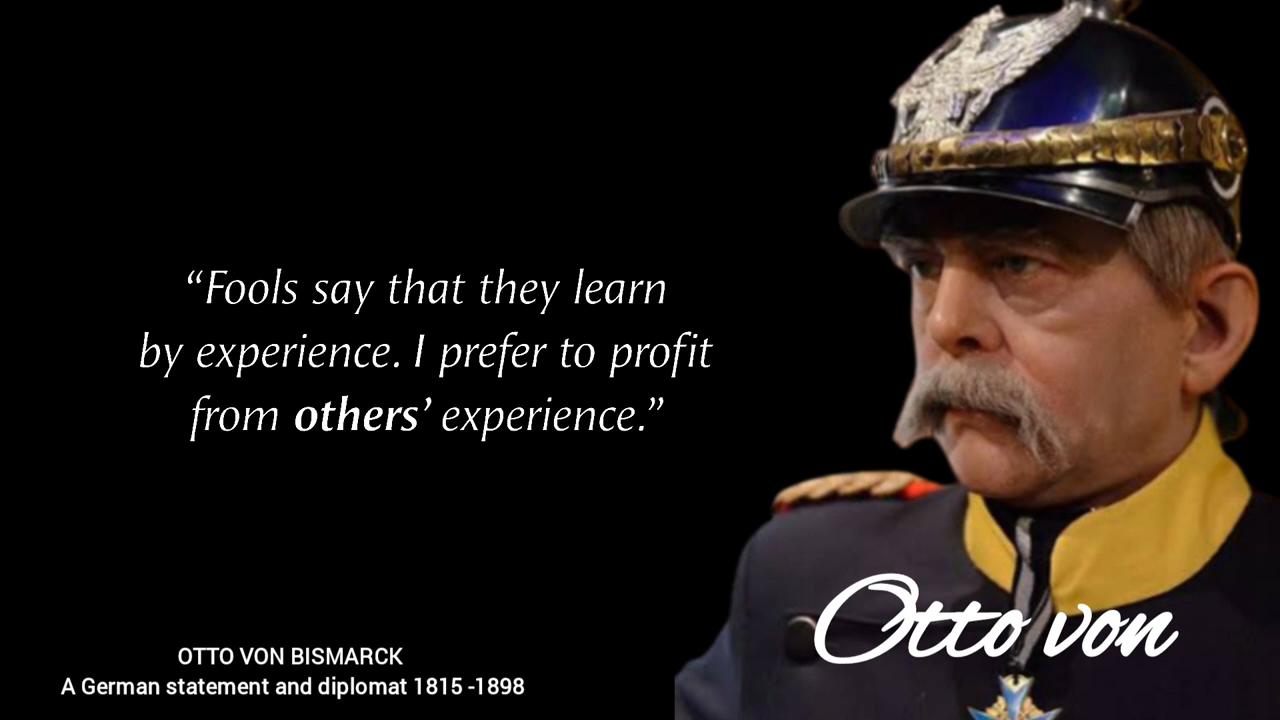 “Fools say that they learn
by experience. I prefer to profit
from others’ experience.”
Otto von
OTTO VON BISMARCK
A German statement and diplomat 1815 -1898